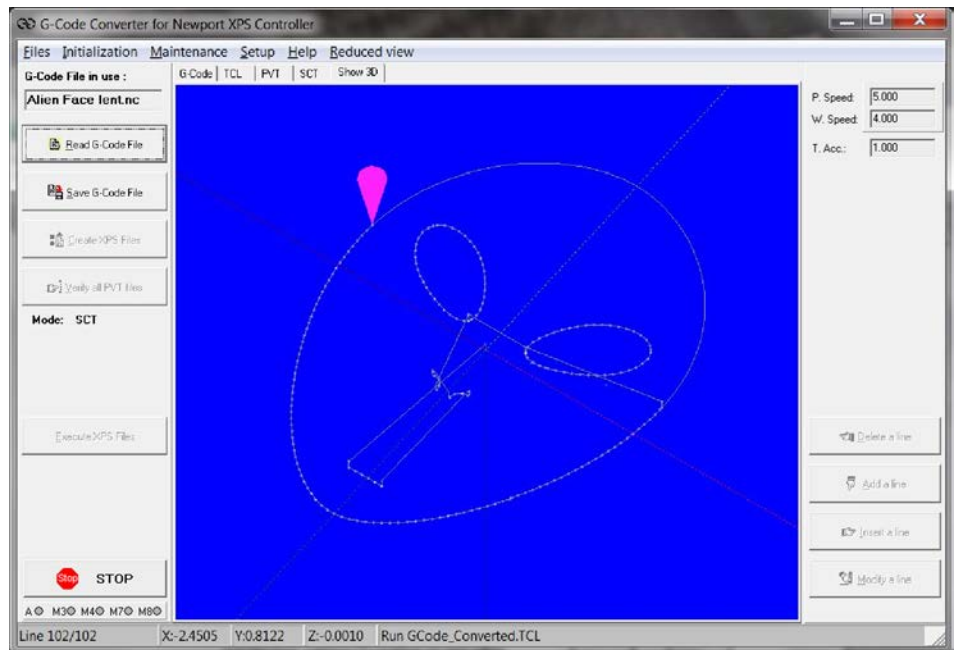 G-Code Converter for Newport XPS Controller
Files Initialization Maintenance Setup Help Reduced view
G-Code File in use :
Alien Face lent.nc
Read G-Code File
Save G-Code File
Create XPS Files
Verify all PVT files
Mode: SCT
Execute XPS Files
Stop STOP
A M3 M4 M7 M8
G-Code TCL PVT SCT Show 3D
P. Speed: 5.000
W. Speed: 4.000
T. Acc.: 1.000
Delete a line
Add a line
Insert a line
Modify a line
Line 102/102 X:-2.4505 Y:0.8122 Z:-0.0010 Run GCode_Converted.TCL